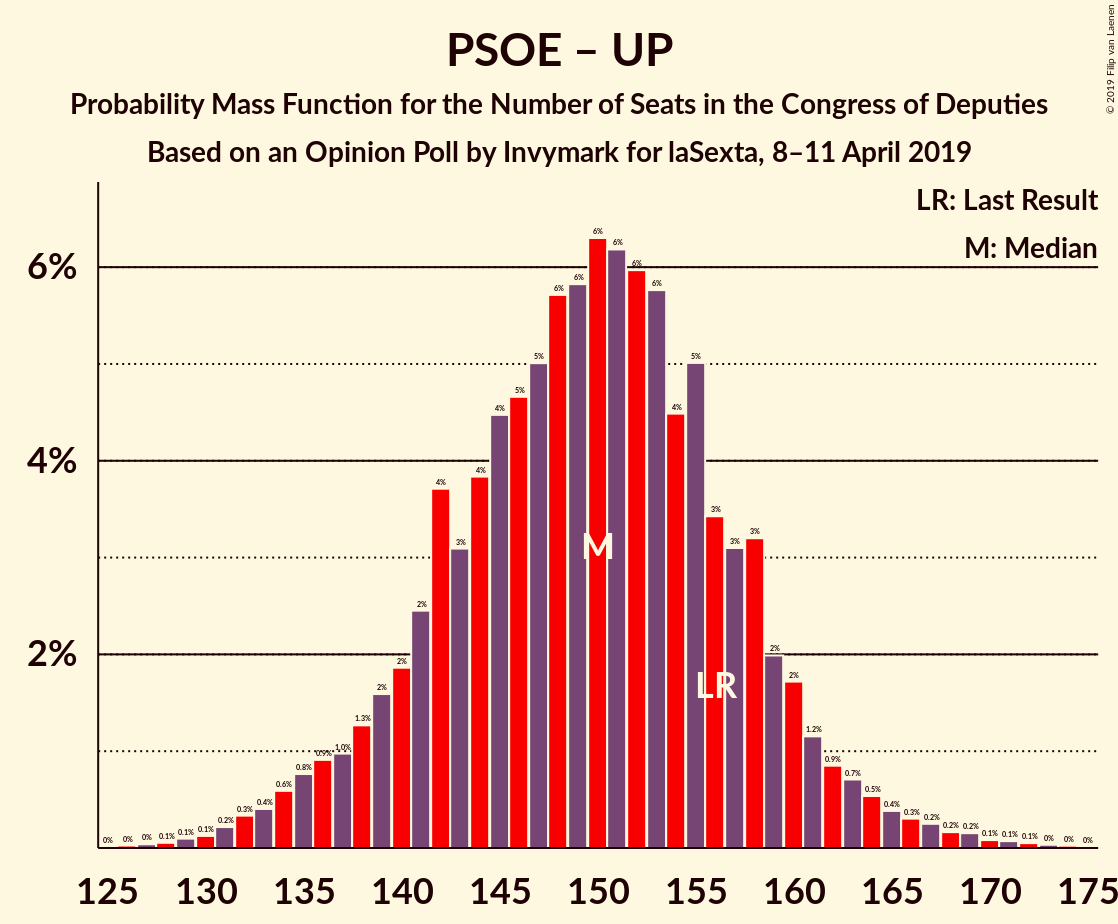 PSOE – UP
Probability Mass Function for the Number of Seats in the Congress of Deputies
Based on an Opinion Poll by Invymark for laSexta, 8–11 April 2019
© 2019 Filip van Laenen
LR: Last Result
M: Median
6%
4%
2%
0% 0% 0% 0.1% 0.1% 0.1% 0.2% 0.3% 0.4% 0.6% 0.8% 0.9% 1.0% 1.3% 2% 2% 2% 4% 3% 4% 4% 5% 5% 6% 6% 6% 6% 6% 6% 4% 5% 3% 3% 3% 2% 2% 1.2% 0.9% 0.7% 0.5% 0.4% 0.3% 0.2% 0.2% 0.2% 0.1% 0.1% 0.1% 0% 0% 0%
M
LR
125 130 135 140 145 150 155 160 165 170 175